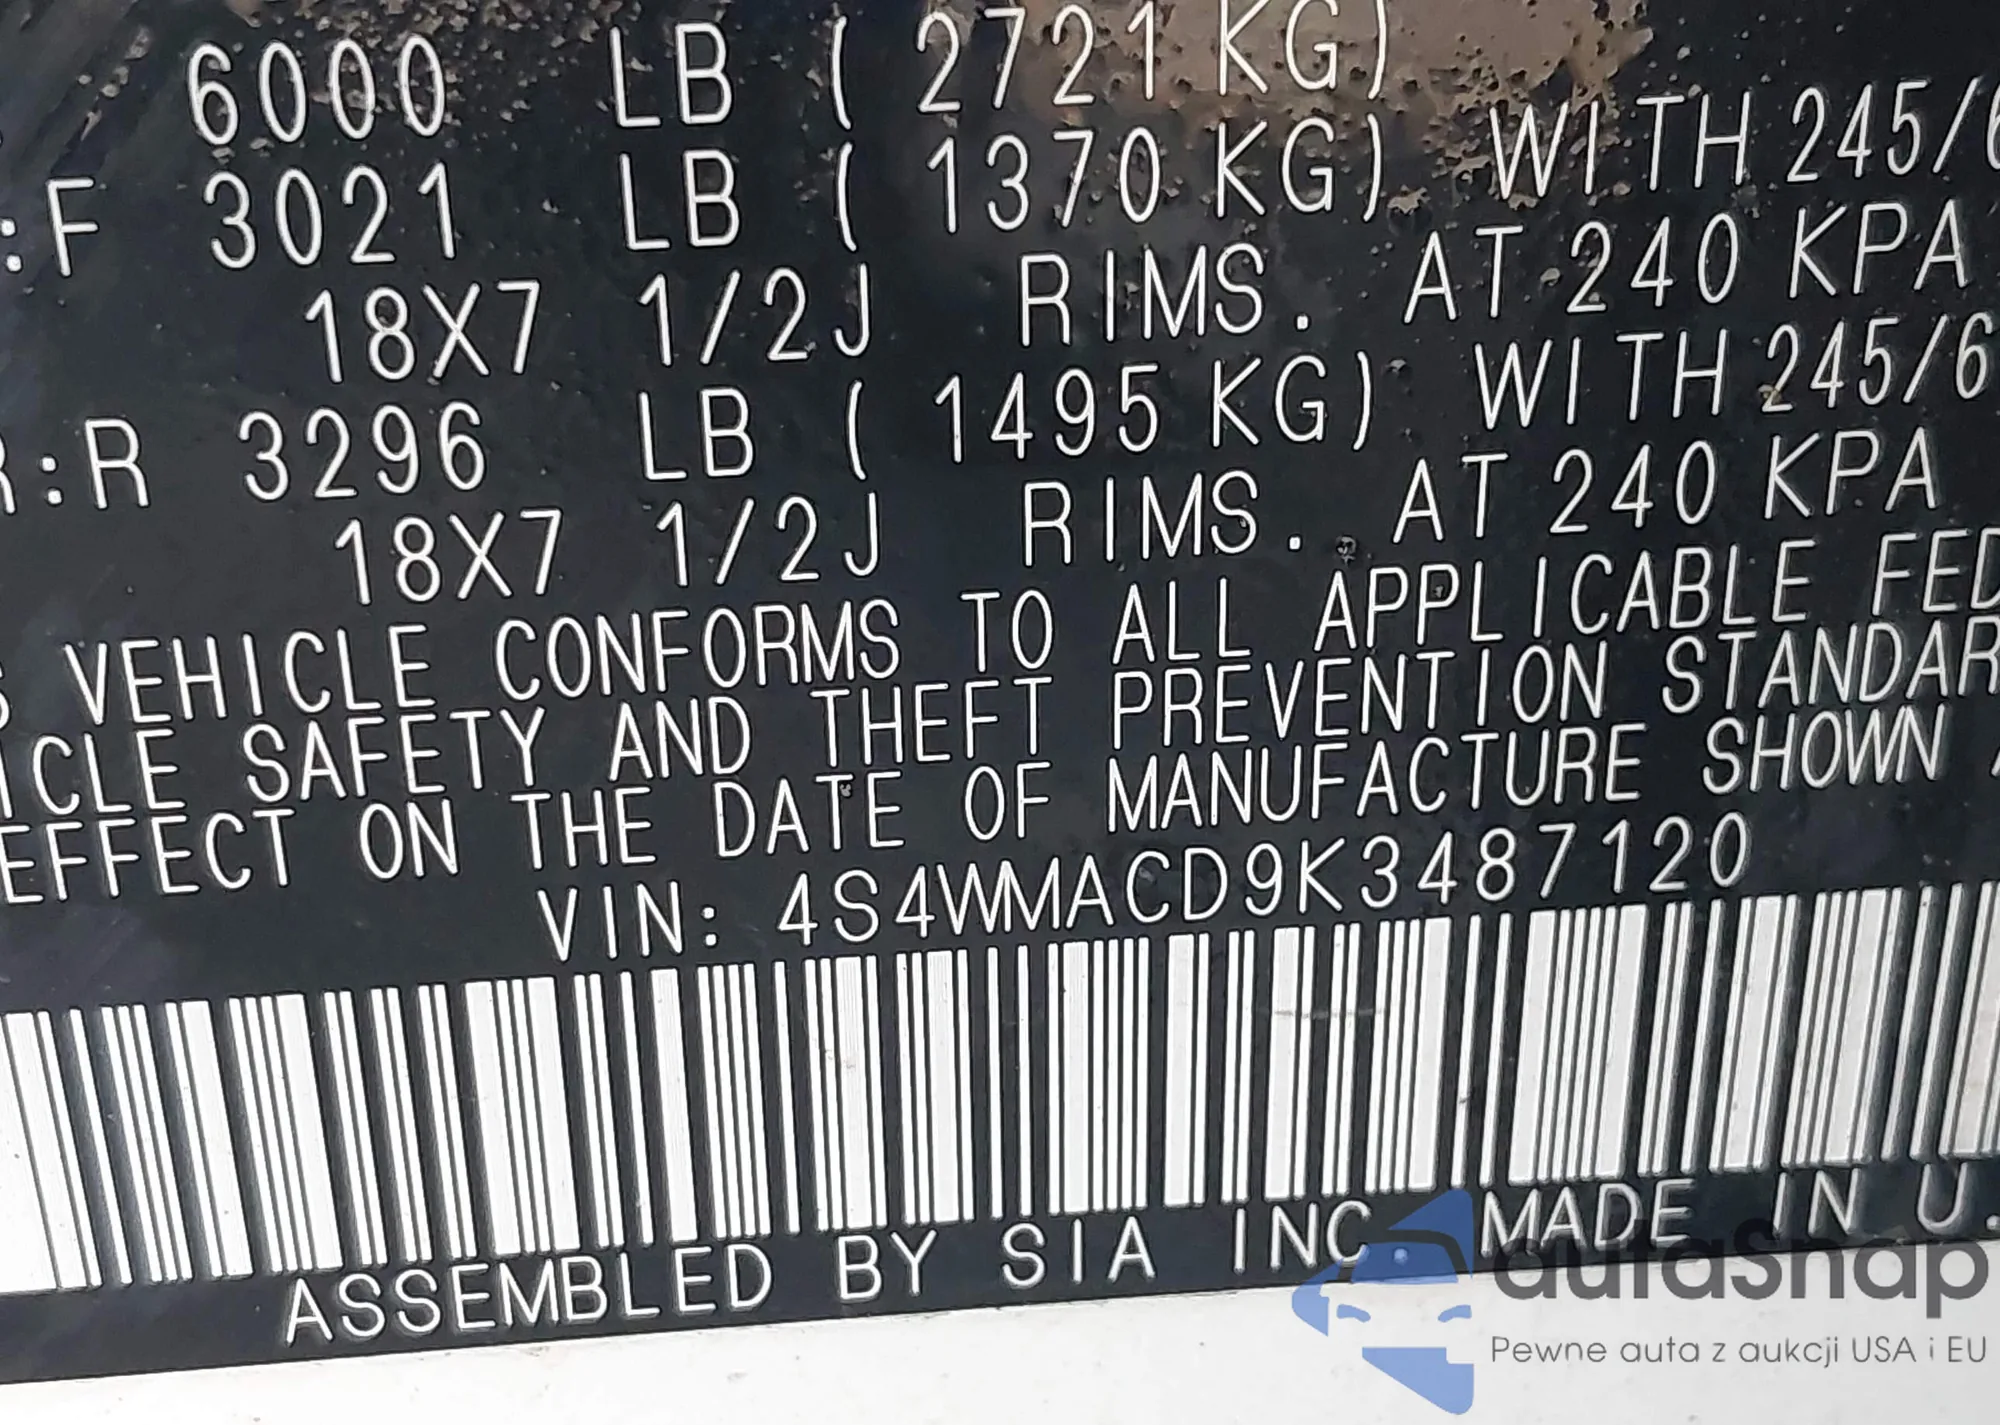 6000 LB ( 2721 KG)
:F 3021 LB ( 1370 KG) WITH 245/6
18X7 1/2J RIMS. AT 240 KPA
R:R 3296 LB ( 1495 KG) WITH 245/6
18X7 1/2J RIMS. AT 240 KPA
S VEHICLE CONFORMS TO ALL APPLICABLE FED
ICLE SAFETY AND THEFT PREVENTION STANDAR
EFFECT ON THE DATE OF MANUFACTURE SHOWN A
VIN: 4S4WMACD9K3487120
ASSEMBLED BY SIA INC. MADE IN U.
autaSnap
Pewne auta z aukcji USA i EU